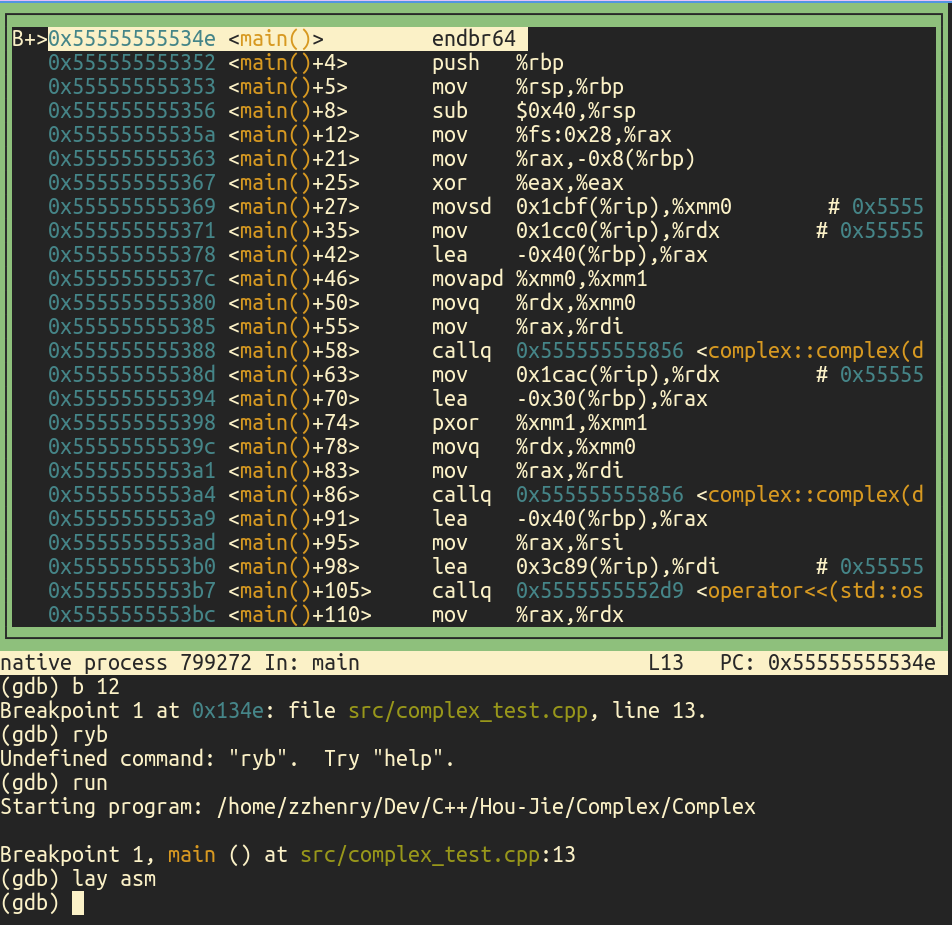 B+>0x55555555534e <main()>         endbr64
   0x555555555352 <main()+4>       push   %rbp
   0x555555555353 <main()+5>       mov    %rsp,%rbp
   0x555555555356 <main()+8>       sub    $0x40,%rsp
   0x55555555535a <main()+12>      mov    %fs:0x28,%rax
   0x555555555363 <main()+21>      mov    %rax,-0x8(%rbp)
   0x555555555367 <main()+25>      xor    %eax,%eax
   0x555555555369 <main()+27>      movsd  0x1cbf(%rip),%xmm0        # 0x5555
   0x555555555371 <main()+35>      mov    0x1cc0(%rip),%rdx        # 0x55555
   0x555555555378 <main()+42>      lea    -0x40(%rbp),%rax
   0x55555555537c <main()+46>      movapd %xmm0,%xmm1
   0x555555555380 <main()+50>      movq   %rdx,%xmm0
   0x555555555385 <main()+55>      mov    %rax,%rdi
   0x555555555388 <main()+58>      callq  0x555555555856 <complex::complex(d
   0x55555555538d <main()+63>      mov    0x1cac(%rip),%rdx        # 0x55555
   0x555555555394 <main()+70>      lea    -0x30(%rbp),%rax
   0x555555555398 <main()+74>      pxor   %xmm1,%xmm1
   0x55555555539c <main()+78>      movq   %rdx,%xmm0
   0x5555555553a1 <main()+83>      mov    %rax,%rdi
   0x5555555553a4 <main()+86>      callq  0x555555555856 <complex::complex(d
   0x5555555553a9 <main()+91>      lea    -0x40(%rbp),%rax
   0x5555555553ad <main()+95>      mov    %rax,%rsi
   0x5555555553b0 <main()+98>      lea    0x3c89(%rip),%rdi        # 0x55555
   0x5555555553b7 <main()+105>     callq  0x5555555552d9 <operator<<(std::os
   0x5555555553bc <main()+110>     mov    %rax,%rdx
native process 799272 In: main                        L13   PC: 0x55555555534e
(gdb) b 12
Breakpoint 1 at 0x134e: file src/complex_test.cpp, line 13.
(gdb) ryb
Undefined command: "ryb".  Try "help".
(gdb) run
Starting program: /home/zzhenry/Dev/C++/Hou-Jie/Complex/Complex
Breakpoint 1, main () at src/complex_test.cpp:13
(gdb) lay asm
(gdb)